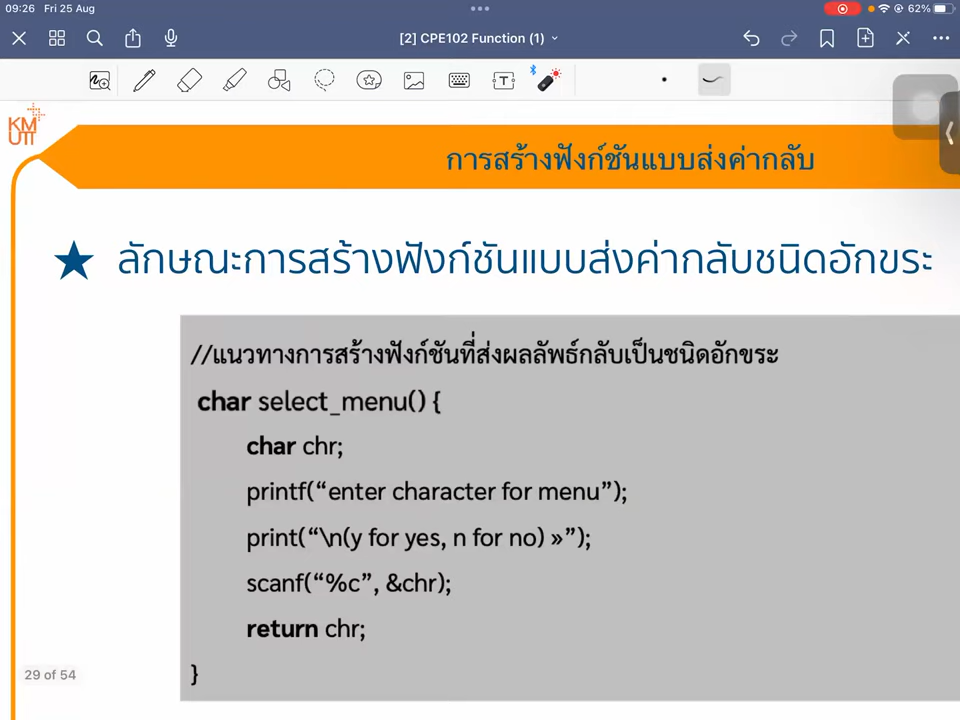 09:26 Fri 25 Aug
62%
[2] CPE102 Function (1)
KM
UTT
การสร้างฟังก์ชันแบบส่งค่ากลับ
★ ลักษณะการสร้างฟังก์ชันแบบส่งค่ากลับชนิดอักขระ
//แนวทางการสร้างฟังก์ชันที่ส่งผลลัพธ์กลับเป็นชนิดอักขระ
char select_menu() {
char chr;
printf(“enter character for menu”);
print(“\n(y for yes, n for no) »”);
scanf(“%c”, &chr);
return chr;
}
29 of 54